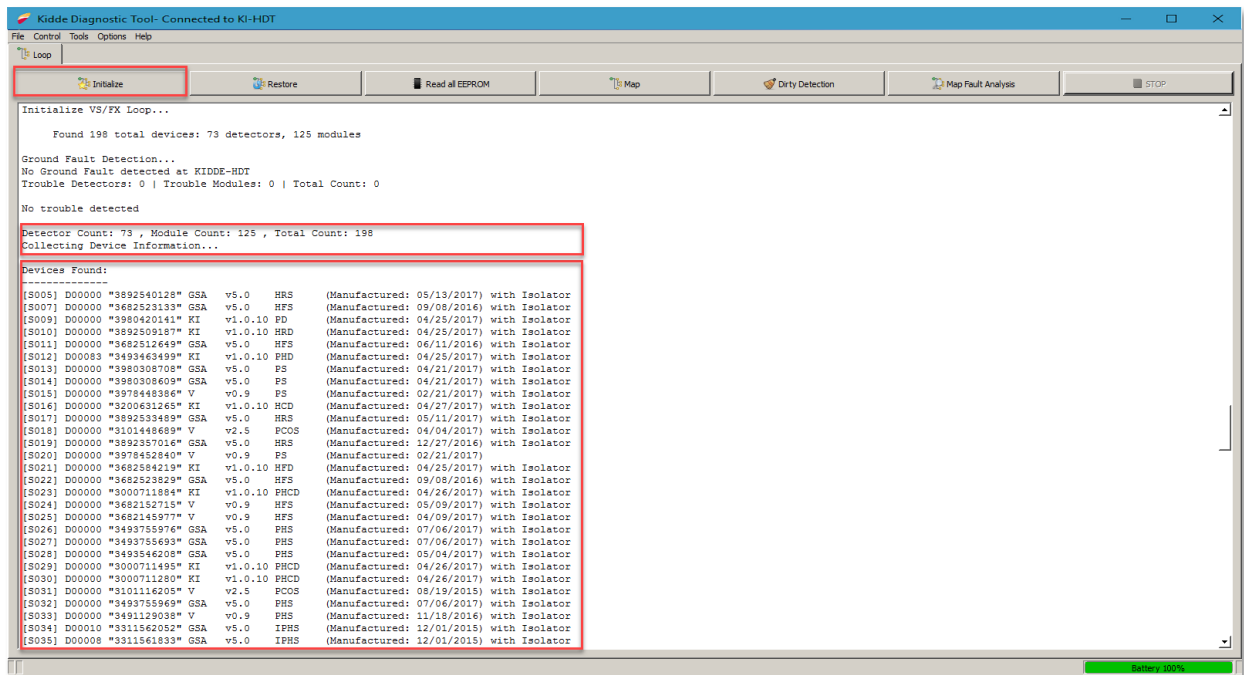 Kidde Diagnostic Tool- Connected to KI-HDT
File Control Tools Options Help
Loop
Initialize Restore Read all EEPROM Map Dirty Detection Map Fault Analysis STOP
Initialize VS/FX Loop...
Found 198 total devices: 73 detectors, 125 modules
Ground Fault Detection...
No Ground Fault detected at KIDDE-HDT
Trouble Detectors: 0 | Trouble Modules: 0 | Total Count: 0
No trouble detected
Detector Count: 73 , Module Count: 125 , Total Count: 198
Collecting Device Information...
Devices Found:
--------------
[S005] D00000 "3892540128" GSA v5.0 HRS (Manufactured: 05/13/2017) with Isolator
[S007] D00000 "3682523133" GSA v5.0 HFS (Manufactured: 09/08/2016) with Isolator
[S009] D00000 "3980420141" KI v1.0.10 PD (Manufactured: 04/25/2017) with Isolator
[S010] D00000 "3892509187" KI v1.0.10 HRD (Manufactured: 04/25/2017) with Isolator
[S011] D00000 "3682512649" GSA v5.0 HFS (Manufactured: 06/11/2016) with Isolator
[S012] D00083 "3493463499" KI v1.0.10 PHD (Manufactured: 04/25/2017) with Isolator
[S013] D00000 "3980308708" GSA v5.0 PS (Manufactured: 04/21/2017) with Isolator
[S014] D00000 "3980308609" GSA v5.0 PS (Manufactured: 04/21/2017) with Isolator
[S015] D00000 "3978448386" V v0.9 PS (Manufactured: 02/21/2017) with Isolator
[S016] D00000 "3200631265" KI v1.0.10 HCD (Manufactured: 04/27/2017) with Isolator
[S017] D00000 "3892533489" GSA v5.0 HRS (Manufactured: 05/11/2017) with Isolator
[S018] D00000 "3101448689" V v2.5 PCOS (Manufactured: 04/04/2017) with Isolator
[S019] D00000 "3892357016" GSA v5.0 HRS (Manufactured: 12/27/2016) with Isolator
[S020] D00000 "3978452840" V v0.9 PS (Manufactured: 02/21/2017)
[S021] D00000 "3682584219" KI v1.0.10 HFD (Manufactured: 04/25/2017) with Isolator
[S022] D00000 "3682523829" GSA v5.0 HFS (Manufactured: 09/08/2016) with Isolator
[S023] D00000 "3000711884" KI v1.0.10 PHCD (Manufactured: 04/26/2017) with Isolator
[S024] D00000 "3682152715" V v0.9 HFS (Manufactured: 05/09/2017) with Isolator
[S025] D00000 "3682145977" V v0.9 HFS (Manufactured: 04/09/2017) with Isolator
[S026] D00000 "3493755976" GSA v5.0 PHS (Manufactured: 07/06/2017) with Isolator
[S027] D00000 "3493755693" GSA v5.0 PHS (Manufactured: 07/06/2017) with Isolator
[S028] D00000 "3493546208" GSA v5.0 PHS (Manufactured: 05/04/2017) with Isolator
[S029] D00000 "3000711495" KI v1.0.10 PHCD (Manufactured: 04/26/2017) with Isolator
[S030] D00000 "3000711280" KI v1.0.10 PHCD (Manufactured: 04/26/2017) with Isolator
[S031] D00000 "3101116205" V v2.5 PCOS (Manufactured: 08/19/2015) with Isolator
[S032] D00000 "3493755969" GSA v5.0 PHS (Manufactured: 07/06/2017) with Isolator
[S033] D00000 "3491129038" V v0.9 PHS (Manufactured: 11/18/2016) with Isolator
[S034] D00010 "3311562052" GSA v5.0 IPHS (Manufactured: 12/01/2015) with Isolator
[S035] D00008 "3311561833" GSA v5.0 IPHS (Manufactured: 12/01/2015) with Isolator
Battery 100%